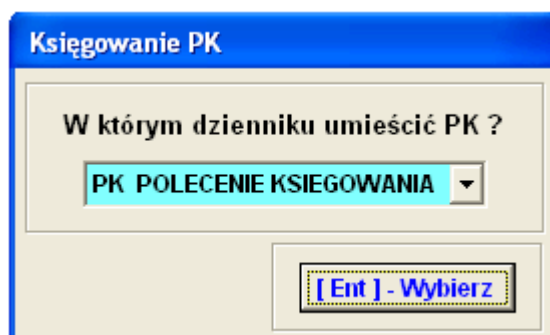 Księgowanie PK
W którym dzienniku umieścić PK ?
PK POLECENIE KSIEGOWANIA
[ Ent ] - Wybierz